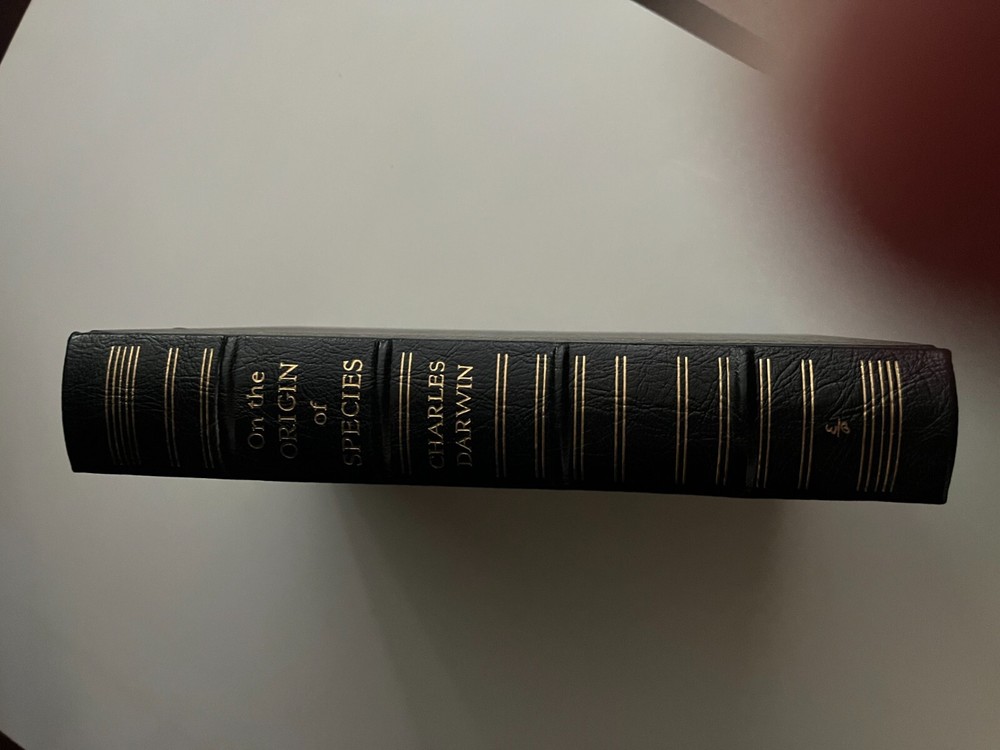 On the
ORIGIN
of
SPECIES
CHARLES
DARWIN